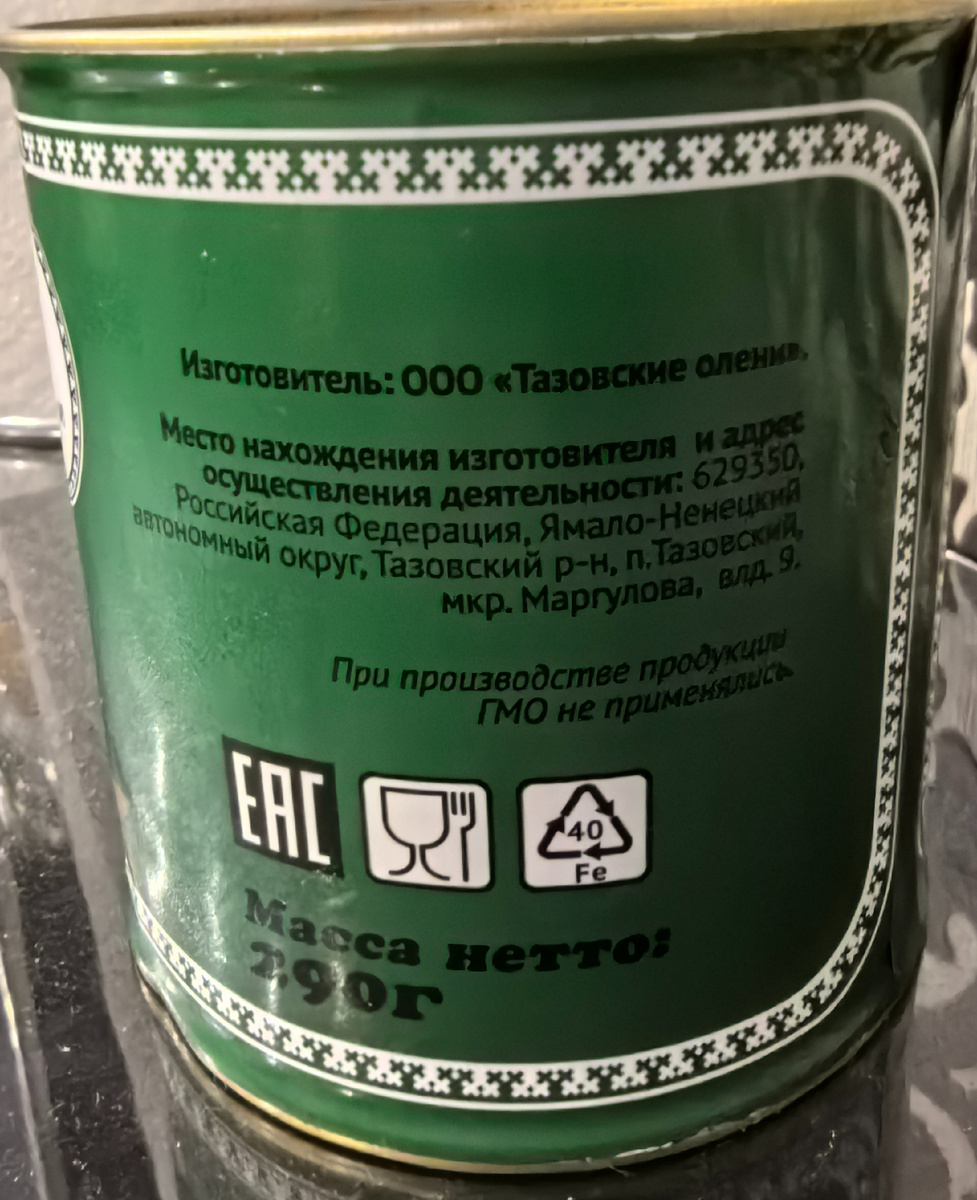 Изготовитель: ООО «Тазовские олени».
Место нахождения изготовителя и адрес
осуществления деятельности: 629350,
Российская Федерация, Ямало-Ненецкий
автономный округ, Тазовский р-н, п.Тазовский,
мкр. Маргулова, влд. 9.
При производстве продукции
ГМО не применялись.
EAC
40
Fe
Масса нетто:
290г